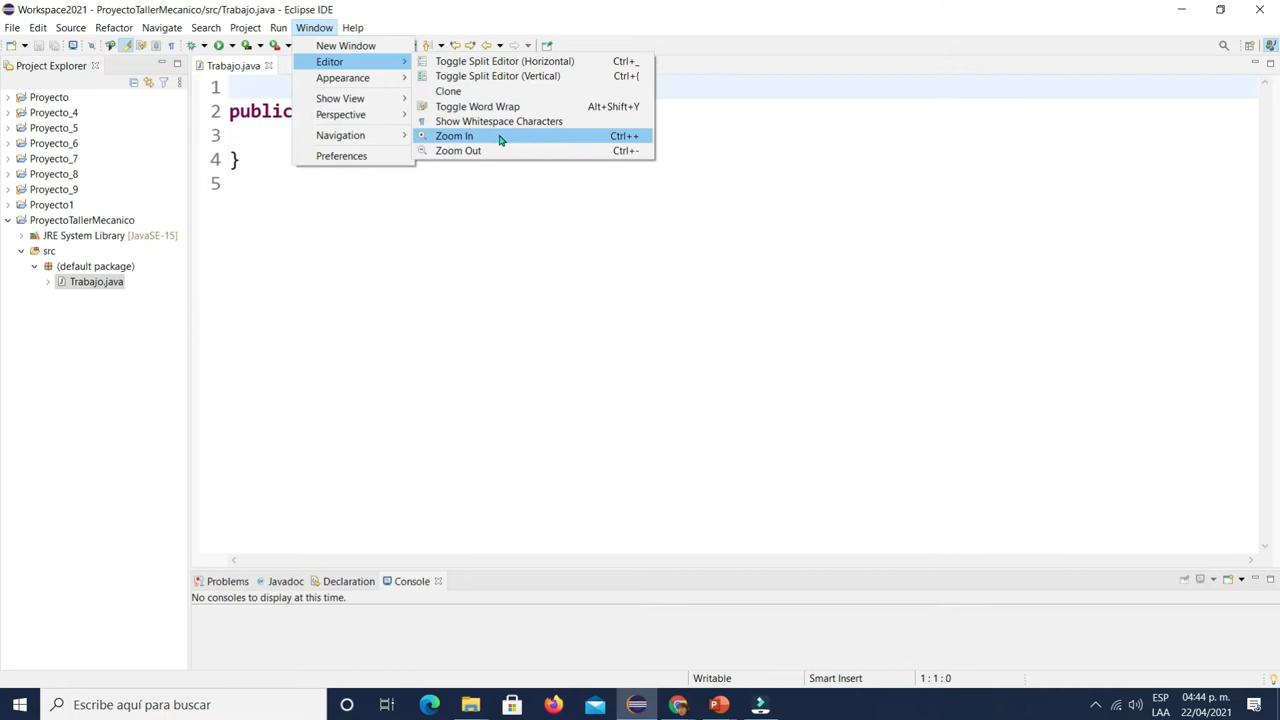 Workspace2021 - ProyectoTallerMecanico/src/Trabajo.java - Eclipse IDE
File Edit Source Refactor Navigate Search Project Run Window Help
New Window
Editor
Appearance
Show View
Perspective
Navigation
Preferences
Toggle Split Editor (Horizontal) Ctrl+_
Toggle Split Editor (Vertical) Ctrl+{
Clone
Toggle Word Wrap Alt+Shift+Y
Show Whitespace Characters
Zoom In Ctrl++
Zoom Out Ctrl+-
Project Explorer
Proyecto
Proyecto_4
Proyecto_5
Proyecto_6
Proyecto_7
Proyecto_8
Proyecto_9
Proyecto1
ProyectoTallerMecanico
JRE System Library [JavaSE-15]
src
(default package)
Trabajo.java
Trabajo.java
1
2 public
3
4 }
5
Problems Javadoc Declaration Console
No consoles to display at this time.
Writable Smart Insert 1 : 1 : 0
Escribe aquí para buscar
ESP 04:44 p. m.
LAA 22/04/2021